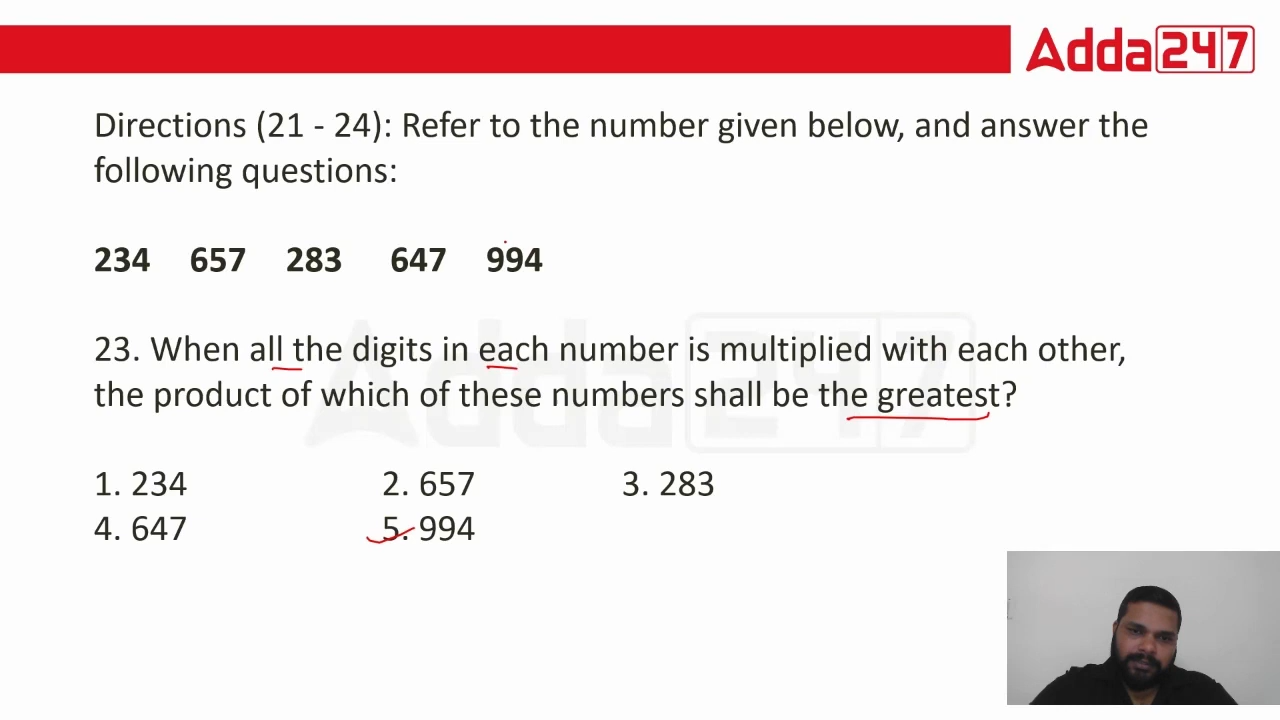 Adda247
Directions (21 - 24): Refer to the number given below, and answer the
following questions:
234 657 283 647 994
23. When all the digits in each number is multiplied with each other,
the product of which of these numbers shall be the greatest?
1. 234 2. 657 3. 283
4. 647 5. 994